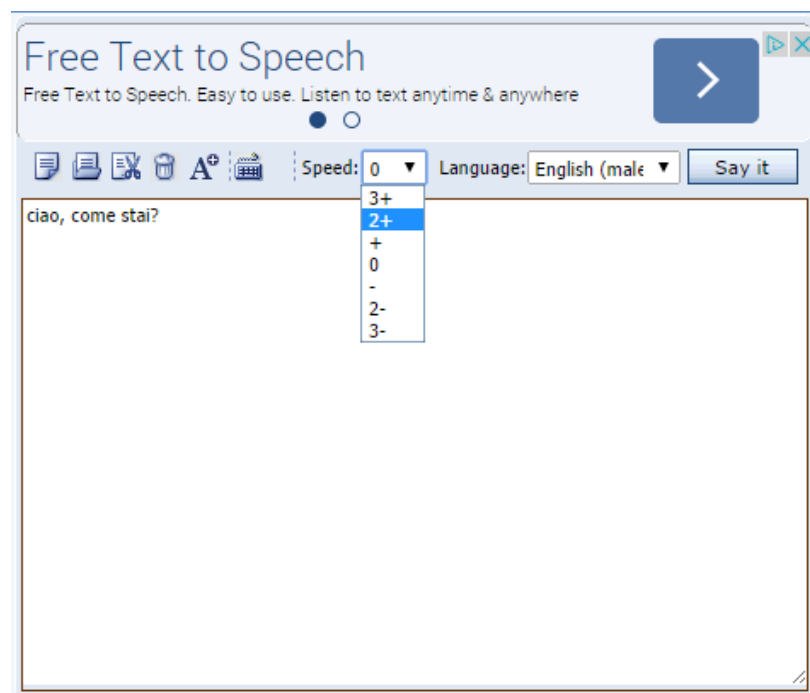 Free Text to Speech
Free Text to Speech. Easy to use. Listen to text anytime & anywhere
Speed: 0 Language: English (male Say it
ciao, come stai?
3+
2+
+
0
-
2-
3-